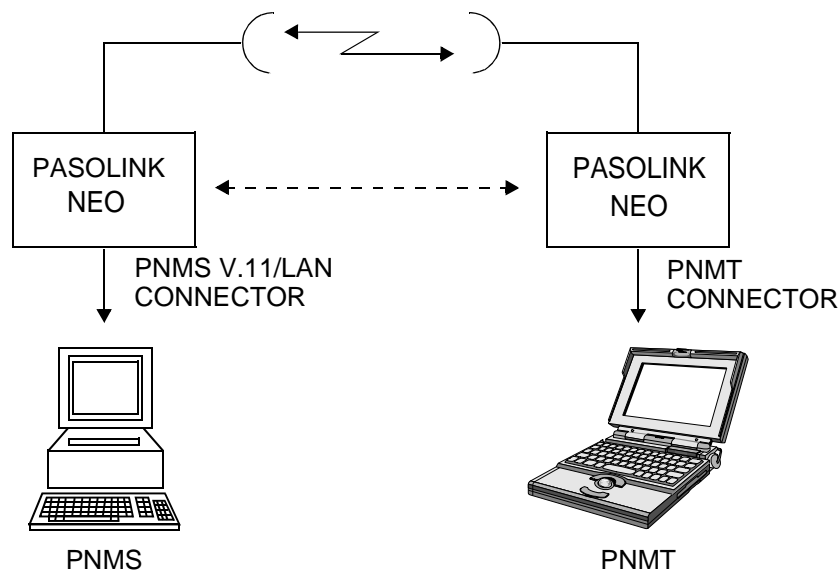 PASOLINK
NEO
PASOLINK
NEO
PNMS V.11/LAN
CONNECTOR
PNMT
CONNECTOR
PNMS
PNMT